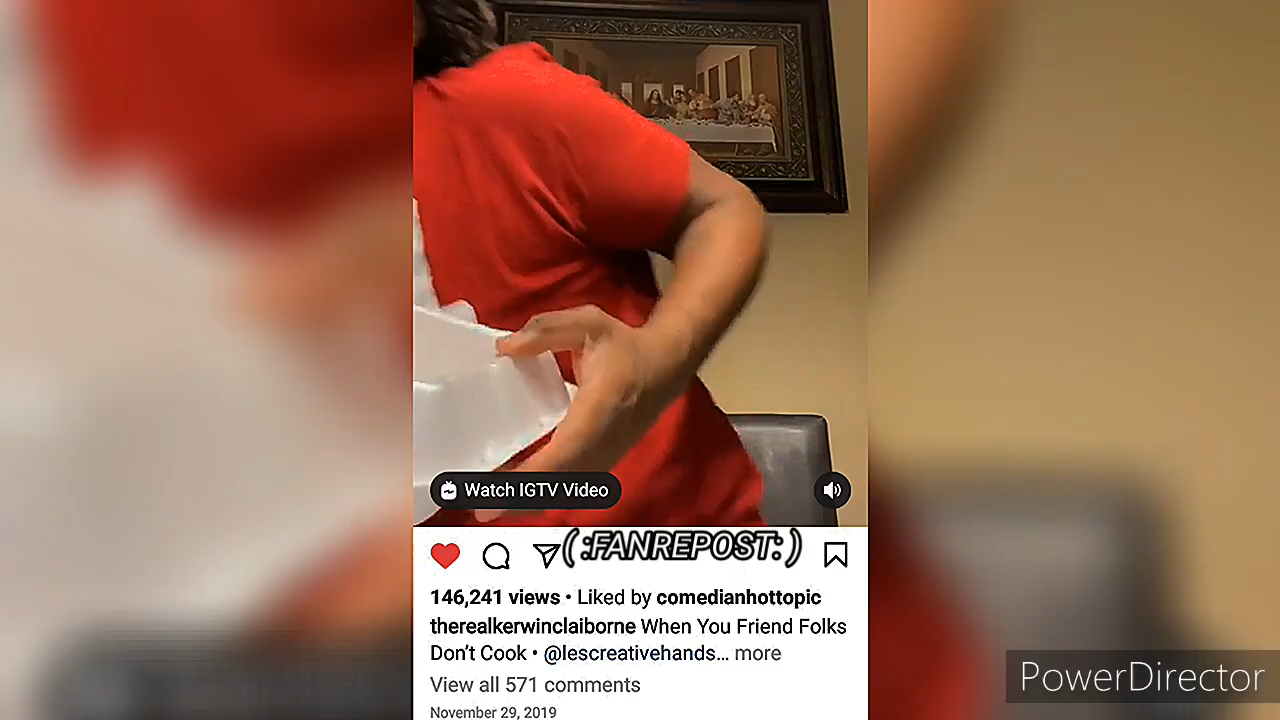 Watch IGTV Video
( :FANREPOST: )
146,241 views • Liked by comedianhottopic
therealkerwinclaiborne When You Friend Folks
Don’t Cook • @lescreativehands… more
View all 571 comments
November 29, 2019
PowerDirector